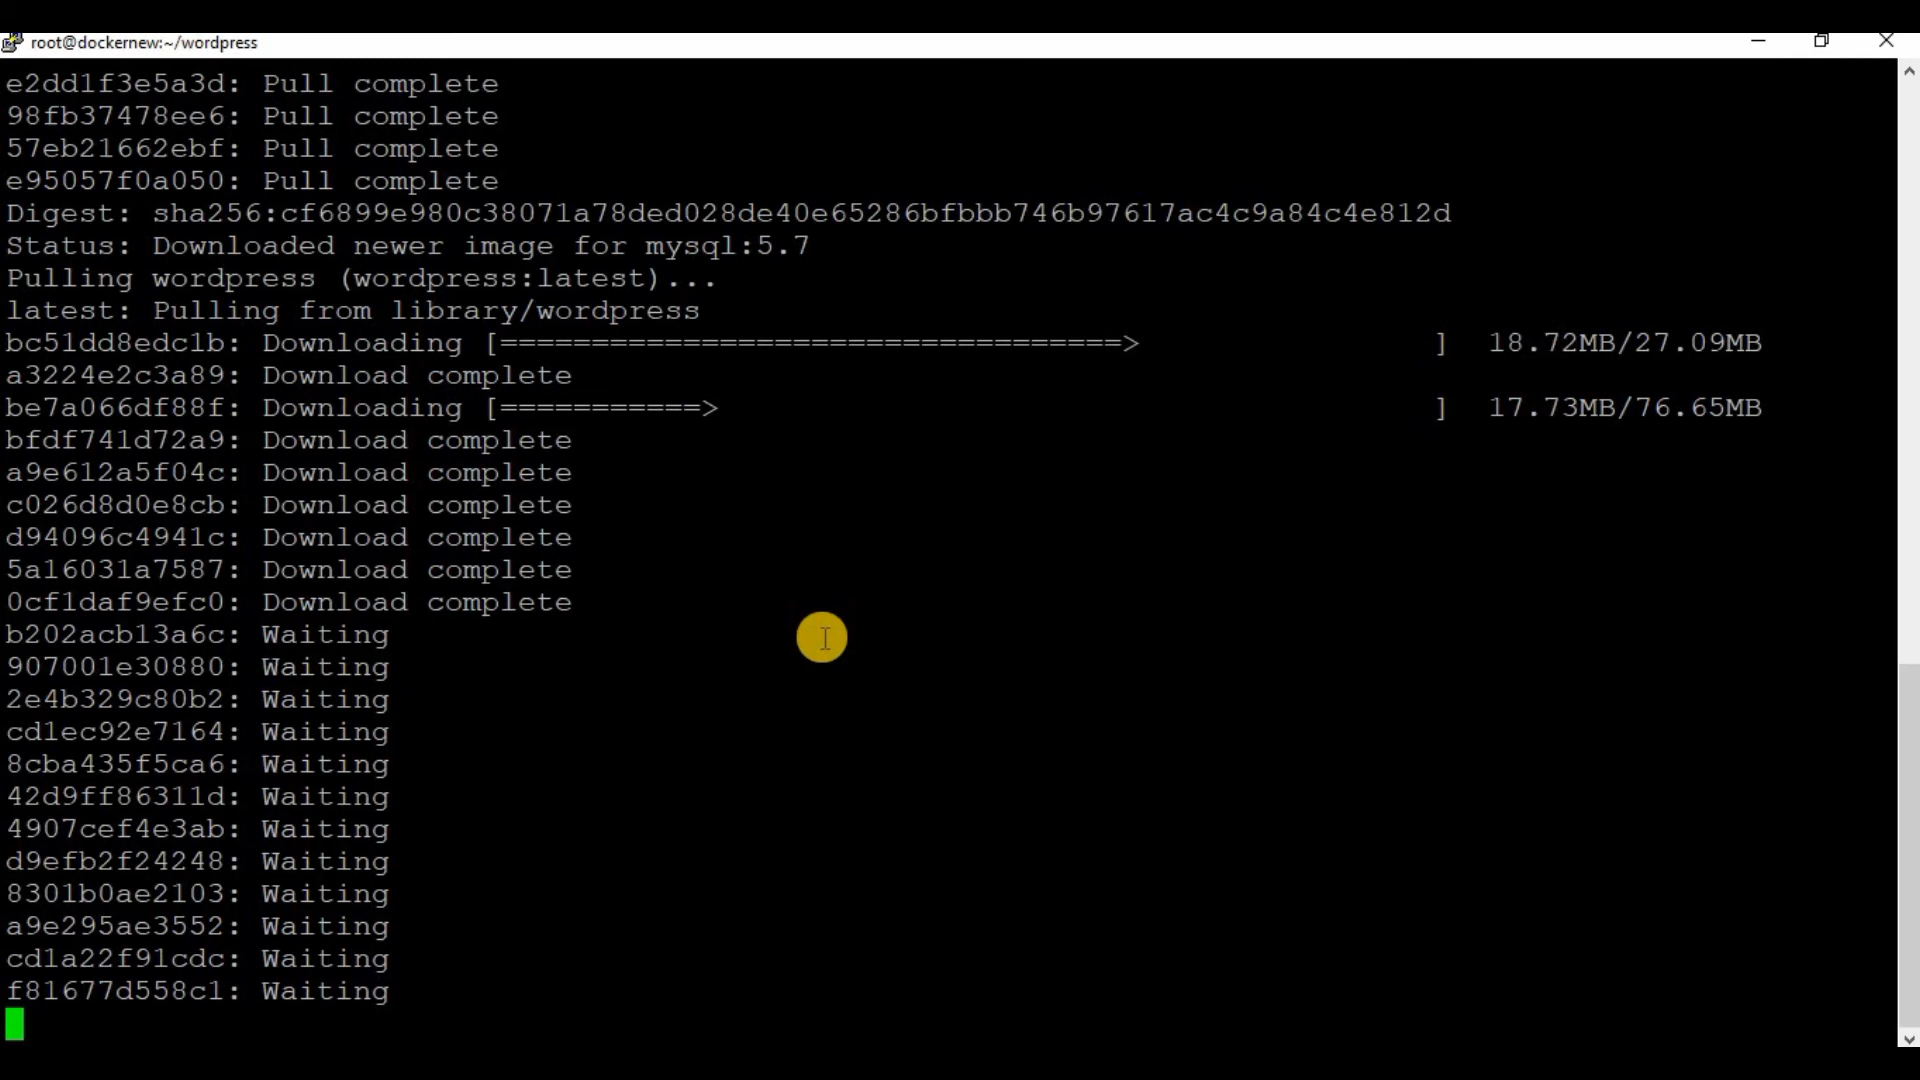 root@dockernew:~/wordpress
e2dd1f3e5a3d: Pull complete
98fb37478ee6: Pull complete
57eb21662ebf: Pull complete
e95057f0a050: Pull complete
Digest: sha256:cf6899e980c38071a78ded028de40e65286bfbbb746b97617ac4c9a84c4e812d
Status: Downloaded newer image for mysql:5.7
Pulling wordpress (wordpress:latest)...
latest: Pulling from library/wordpress
bc51dd8edc1b: Downloading [==================================>                ]  18.72MB/27.09MB
a3224e2c3a89: Download complete
be7a066df88f: Downloading [===========>                                       ]  17.73MB/76.65MB
bfdf741d72a9: Download complete
a9e612a5f04c: Download complete
c026d8d0e8cb: Download complete
d94096c4941c: Download complete
5a16031a7587: Download complete
0cf1daf9efc0: Download complete
b202acb13a6c: Waiting
907001e30880: Waiting
2e4b329c80b2: Waiting
cd1ec92e7164: Waiting
8cba435f5ca6: Waiting
42d9ff86311d: Waiting
4907cef4e3ab: Waiting
d9efb2f24248: Waiting
8301b0ae2103: Waiting
a9e295ae3552: Waiting
cd1a22f91cdc: Waiting
f81677d558c1: Waiting